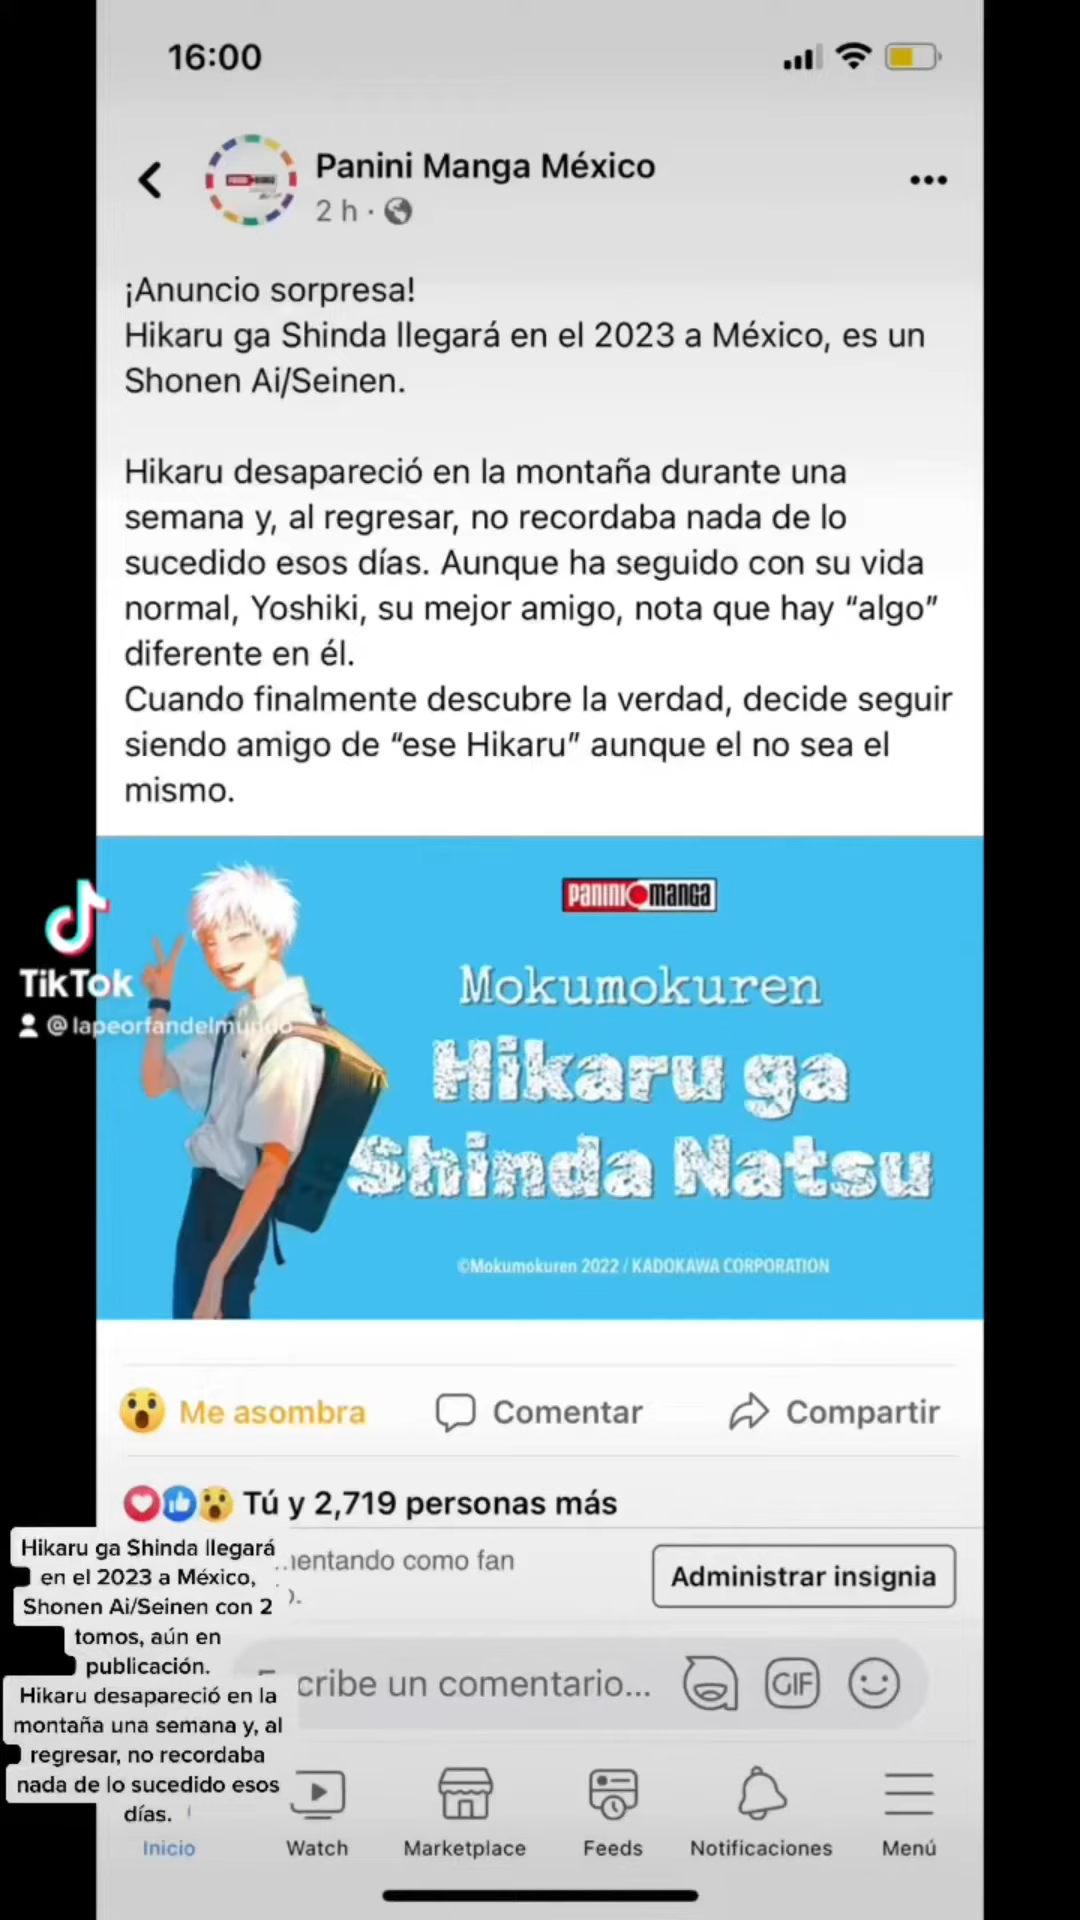 16:00
Panini Manga México
2 h ·
¡Anuncio sorpresa!
Hikaru ga Shinda llegará en el 2023 a México, es un
Shonen Ai/Seinen.
Hikaru desapareció en la montaña durante una
semana y, al regresar, no recordaba nada de lo
sucedido esos días. Aunque ha seguido con su vida
normal, Yoshiki, su mejor amigo, nota que hay “algo”
diferente en él.
Cuando finalmente descubre la verdad, decide seguir
siendo amigo de “ese Hikaru” aunque el no sea el
mismo.
panini manga
Mokumokuren
Hikaru ga
Shinda Natsu
©Mokumokuren 2022 / KADOKAWA CORPORATION
TikTok
@lapeorfandelmundo
Me asombra
Comentar
Compartir
Tú y 2,719 personas más
Administrar insignia
como fan
un comentario...
GIF
Hikaru ga Shinda llegará
en el 2023 a México,
Shonen Ai/Seinen con 2
tomos, aún en
publicación.
Hikaru desapareció en la
montaña una semana y, al
regresar, no recordaba
nada de lo sucedido esos
días.
Inicio
Watch
Marketplace
Feeds
Notificaciones
Menú